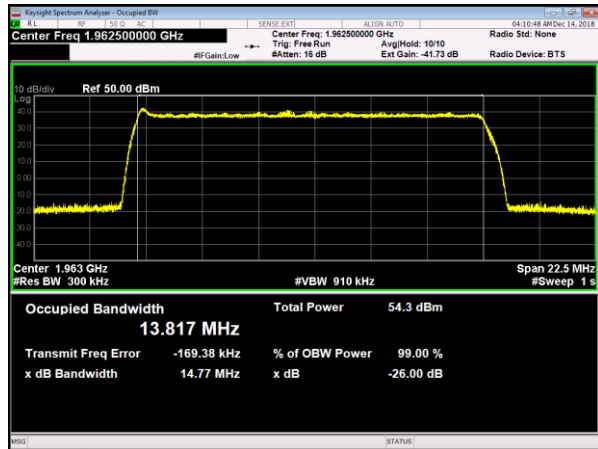 Keysight Spectrum Analyzer - Occupied BW
RL RF 50 Ω AC SENSE:EXT ALIGN AUTO 04:10:48 AM Dec 14, 2018
Center Freq 1.962500000 GHz Center Freq: 1.962500000 GHz Radio Std: None
Trig: Free Run Avg|Hold: 10/10
#IFGain:Low #Atten: 16 dB Ext Gain: -41.73 dB Radio Device: BTS
10 dB/div Ref 50.00 dBm
Log
40.0
30.0
20.0
10.0
0.00
-10.0
-20.0
-30.0
-40.0
Center 1.963 GHz Span 22.5 MHz
#Res BW 300 kHz #VBW 910 kHz #Sweep 1 s
Occupied Bandwidth Total Power 54.3 dBm
13.817 MHz
Transmit Freq Error -169.38 kHz % of OBW Power 99.00 %
x dB Bandwidth 14.77 MHz x dB -26.00 dB
MSG STATUS